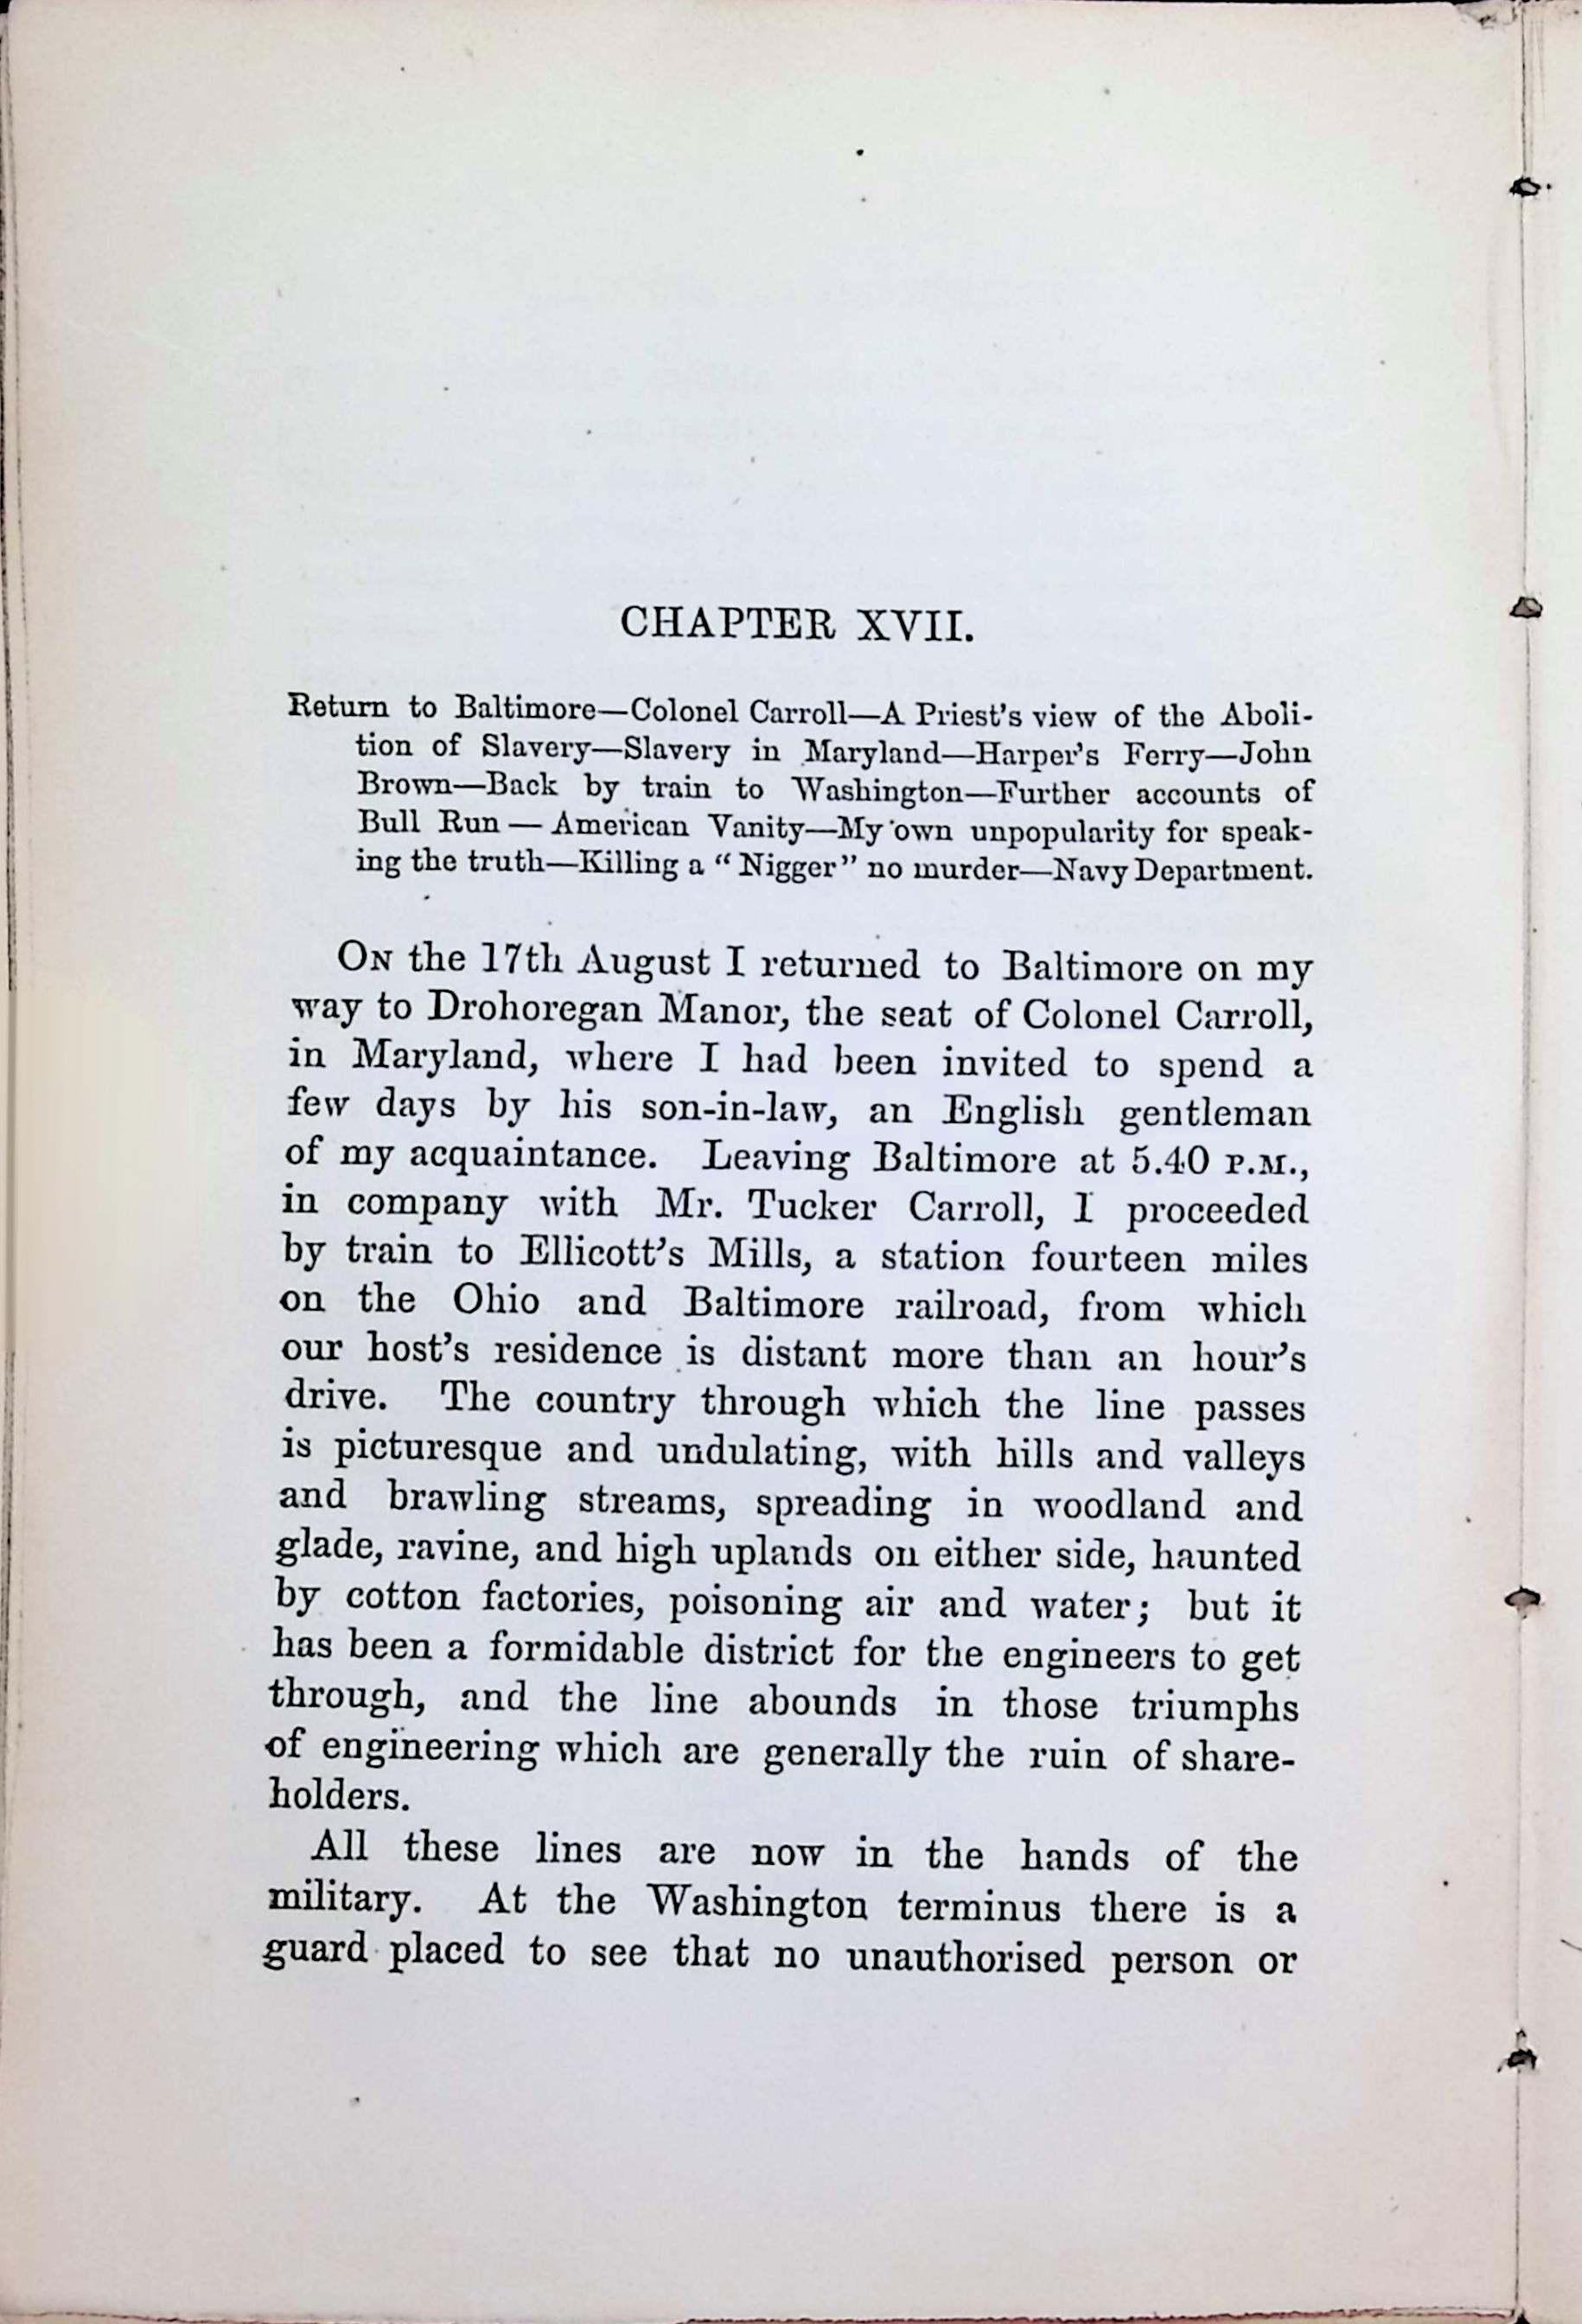 CHAPTER XVII.
Return to Baltimore—Colonel Carroll—A Priest's view of the Aboli-
tion of Slavery—Slavery in Maryland—Harper's Ferry—John
Brown—Back by train to Washington—Further accounts of
Bull Run — American Vanity—My own unpopularity for speak-
ing the truth—Killing a “Nigger” no murder—Navy Department.
On the 17th August I returned to Baltimore on my
way to Drohoregan Manor, the seat of Colonel Carroll,
in Maryland, where I had been invited to spend a
few days by his son-in-law, an English gentleman
of my acquaintance. Leaving Baltimore at 5.40 P.M.,
in company with Mr. Tucker Carroll, I proceeded
by train to Ellicott's Mills, a station fourteen miles
on the Ohio and Baltimore railroad, from which
our host's residence is distant more than an hour's
drive. The country through which the line passes
is picturesque and undulating, with hills and valleys
and brawling streams, spreading in woodland and
glade, ravine, and high uplands on either side, haunted
by cotton factories, poisoning air and water; but it
has been a formidable district for the engineers to get
through, and the line abounds in those triumphs
of engineering which are generally the ruin of share-
holders.
All these lines are now in the hands of the
military. At the Washington terminus there is a
guard placed to see that no unauthorised person or